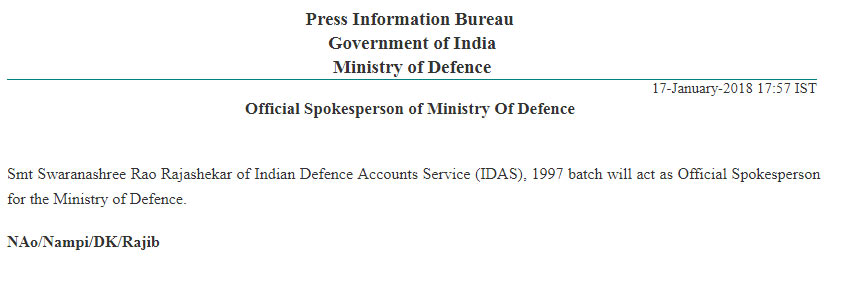 Press Information Bureau
Government of India
Ministry of Defence
17-January-2018 17:57 IST
Official Spokesperson of Ministry Of Defence
Smt Swaranashree Rao Rajashekar of Indian Defence Accounts Service (IDAS), 1997 batch will act as Official Spokesperson
for the Ministry of Defence.
NAo/Nampi/DK/Rajib